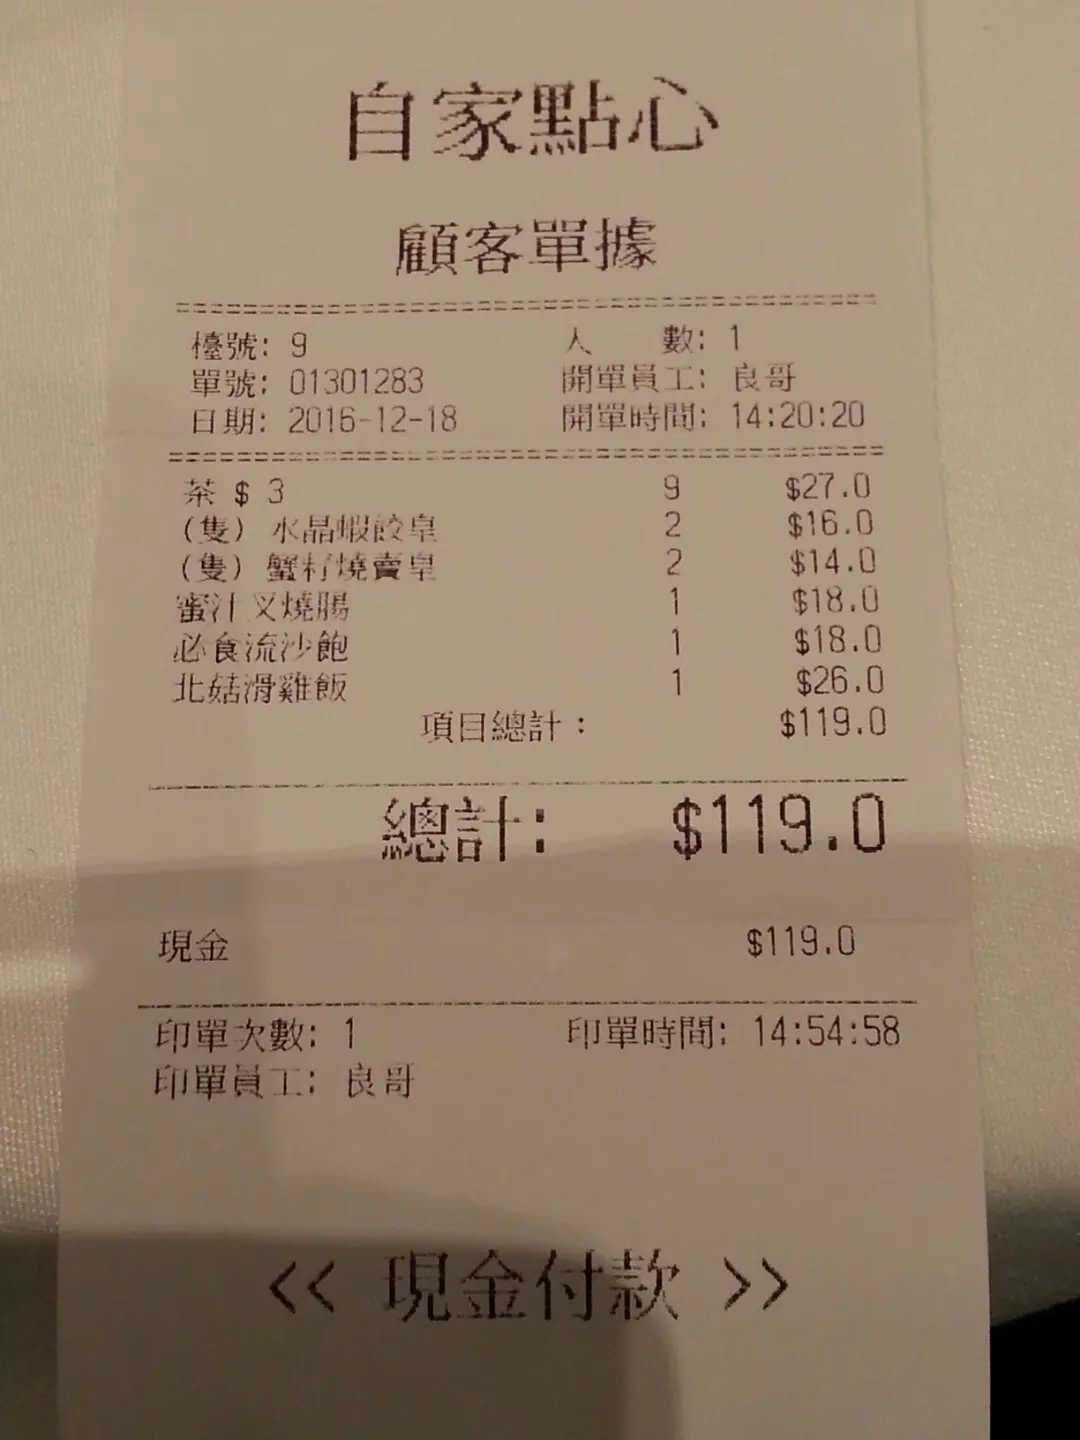 自家點心
顧客單據
檯號: 9 人 數: 1
單號: 01301283 開單員工: 良哥
日期: 2016-12-18 開單時間: 14:20:20
茶 $ 3 9 $27.0
(隻) 水晶蝦餃皇 2 $16.0
(隻) 蟹籽燒賣皇 2 $14.0
蜜汁叉燒腸 1 $18.0
必食流沙飽 1 $18.0
北菇滑雞飯 1 $26.0
項目總計: $119.0
總計: $119.0
現金 $119.0
印單次數: 1 印單時間: 14:54:58
印單員工: 良哥
<< 現金付款 >>